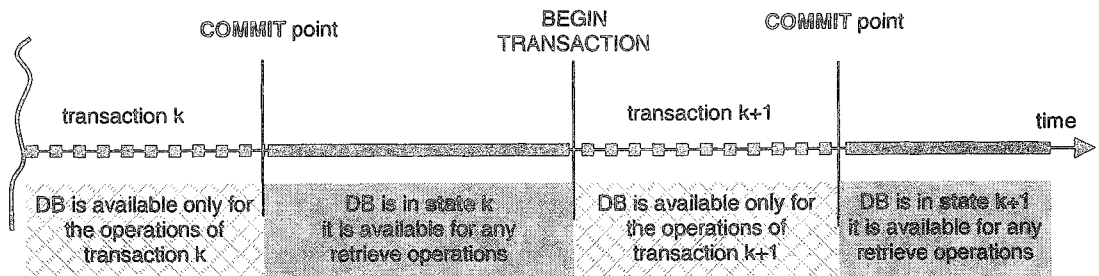 COMMIT point
BEGIN
TRANSACTION
COMMIT point
transaction k
transaction k+1
time
DB is available only for
the operations of
transaction k
DB is in state k
it is available for any
retrieve operations
DB is available only for
the operations of
transaction k+1
DB is in state k+1
it is available for any
retrieve operations